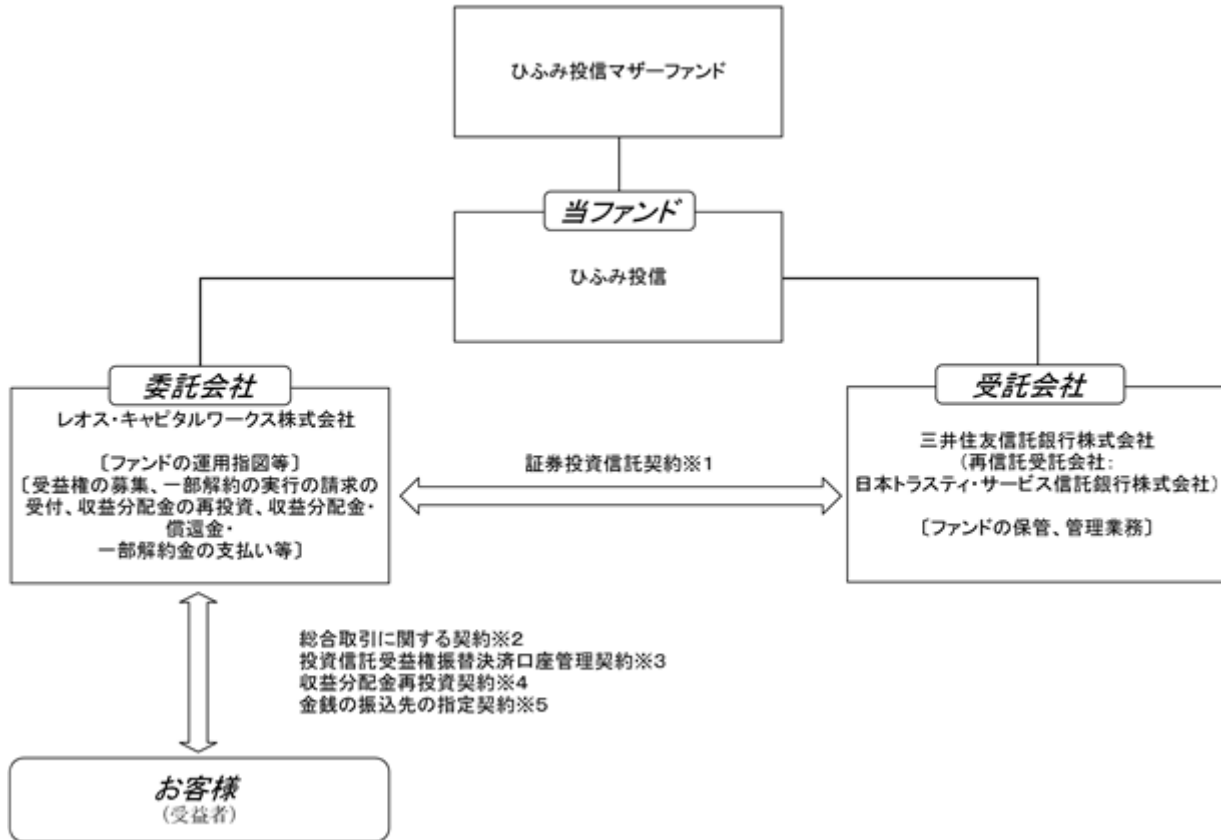 ひふみ投信マザーファンド
当ファンド
ひふみ投信
委託会社
レオス・キャピタルワークス株式会社
〔ファンドの運用指図等〕
〔受益権の募集、一部解約の実行の請求の
受付、収益分配金の再投資、収益分配金・
償還金・
一部解約金の支払い等〕
証券投資信託契約※1
受託会社
三井住友信託銀行株式会社
(再信託受託会社:
日本トラスティ・サービス信託銀行株式会社)
〔ファンドの保管、管理業務〕
総合取引に関する契約※2
投資信託受益権振替決済口座管理契約※3
収益分配金再投資契約※4
金銭の振込先の指定契約※5
お客様
(受益者)